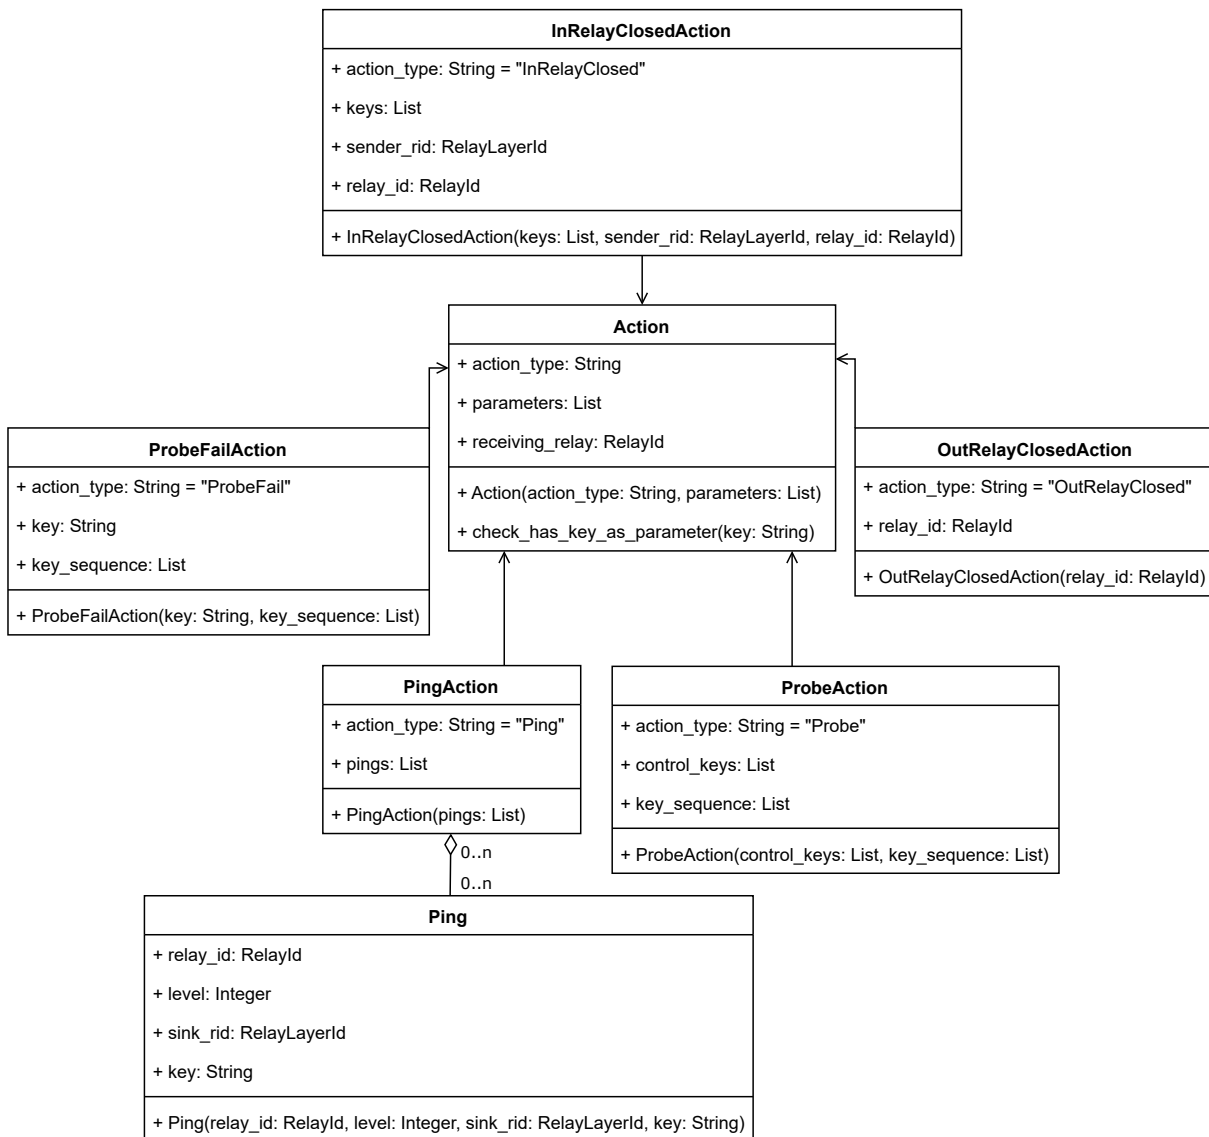 InRelayClosedAction
+ action_type: String = "InRelayClosed"
+ keys: List
+ sender_rid: RelayLayerId
+ relay_id: RelayId
+ InRelayClosedAction(keys: List, sender_rid: RelayLayerId, relay_id: RelayId)
Action
+ action_type: String
+ parameters: List
+ receiving_relay: RelayId
+ Action(action_type: String, parameters: List)
+ check_has_key_as_parameter(key: String)
ProbeFailAction
+ action_type: String = "ProbeFail"
+ key: String
+ key_sequence: List
+ ProbeFailAction(key: String, key_sequence: List)
OutRelayClosedAction
+ action_type: String = "OutRelayClosed"
+ relay_id: RelayId
+ OutRelayClosedAction(relay_id: RelayId)
PingAction
+ action_type: String = "Ping"
+ pings: List
+ PingAction(pings: List)
ProbeAction
+ action_type: String = "Probe"
+ control_keys: List
+ key_sequence: List
+ ProbeAction(control_keys: List, key_sequence: List)
0..n
0..n
Ping
+ relay_id: RelayId
+ level: Integer
+ sink_rid: RelayLayerId
+ key: String
+ Ping(relay_id: RelayId, level: Integer, sink_rid: RelayLayerId, key: String)